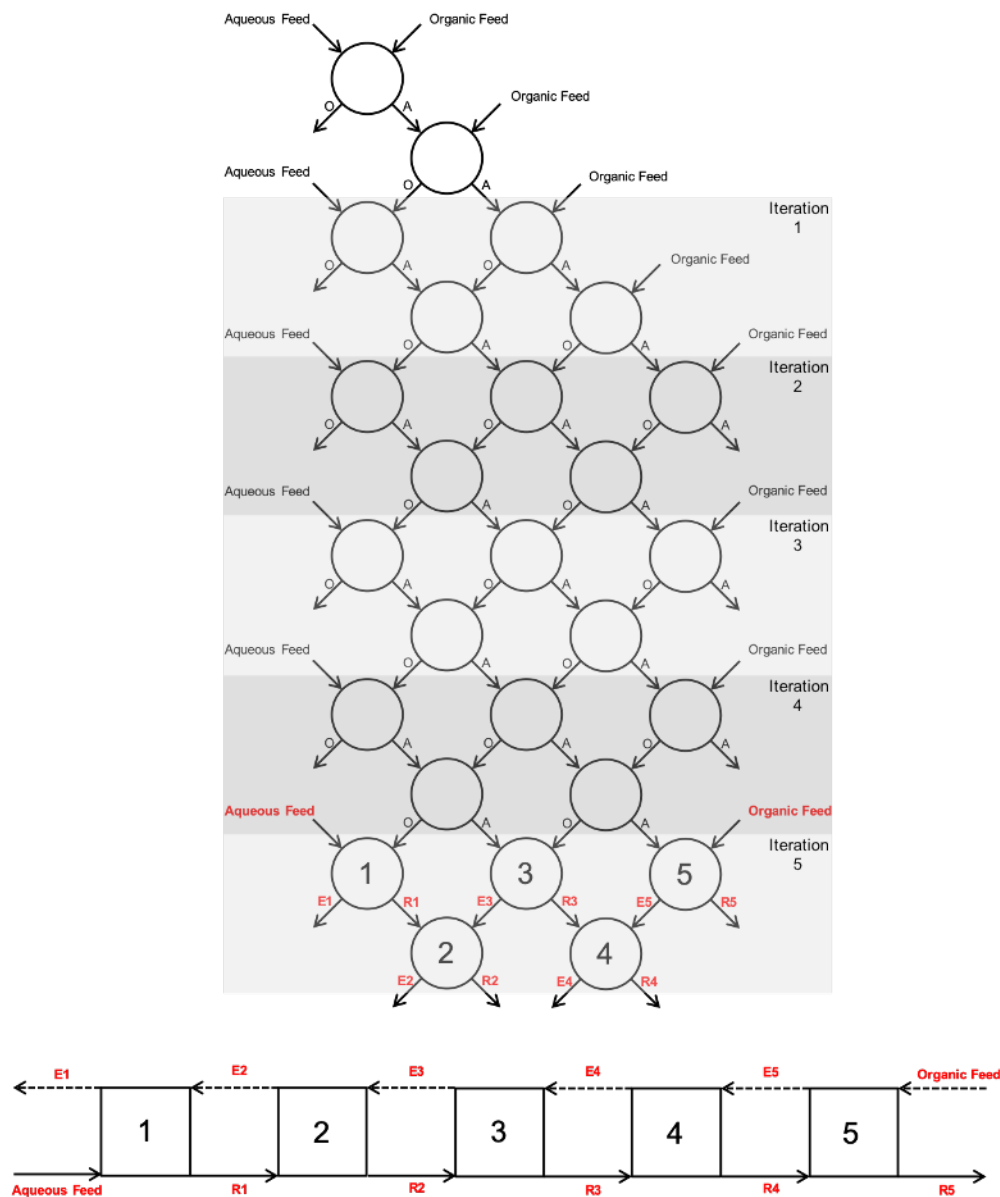 Aqueous Feed Organic Feed
O A Organic Feed
Aqueous Feed O A Organic Feed
Iteration
1
O A O A Organic Feed
Aqueous Feed O A O A Organic Feed
Iteration
2
O A O A O A
Aqueous Feed O A O A Organic Feed
Iteration
3
O A O A O A
Aqueous Feed O A O A Organic Feed
Iteration
4
O A O A O A
Aqueous Feed O A O A Organic Feed
Iteration
5
1 3 5
E1 R1 E3 R3 E5 R5
2 4
E2 R2 E4 R4
E1 E2 E3 E4 E5 Organic Feed
1 2 3 4 5
Aqueous Feed R1 R2 R3 R4 R5